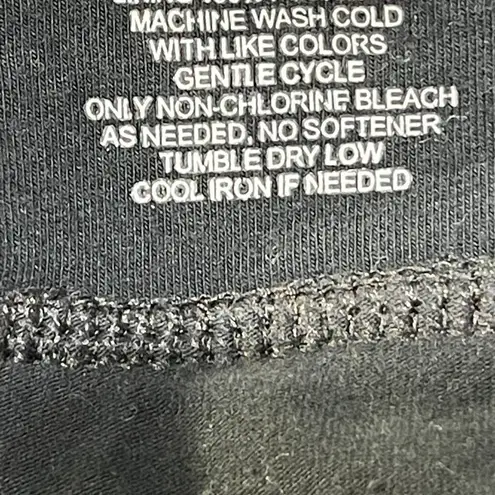 MACHINE WASH COLD
WITH LIKE COLORS
GENTLE CYCLE
ONLY NON-CHLORINE BLEACH
AS NEEDED. NO SOFTENER
TUMBLE DRY LOW
COOL IRON IF NEEDED